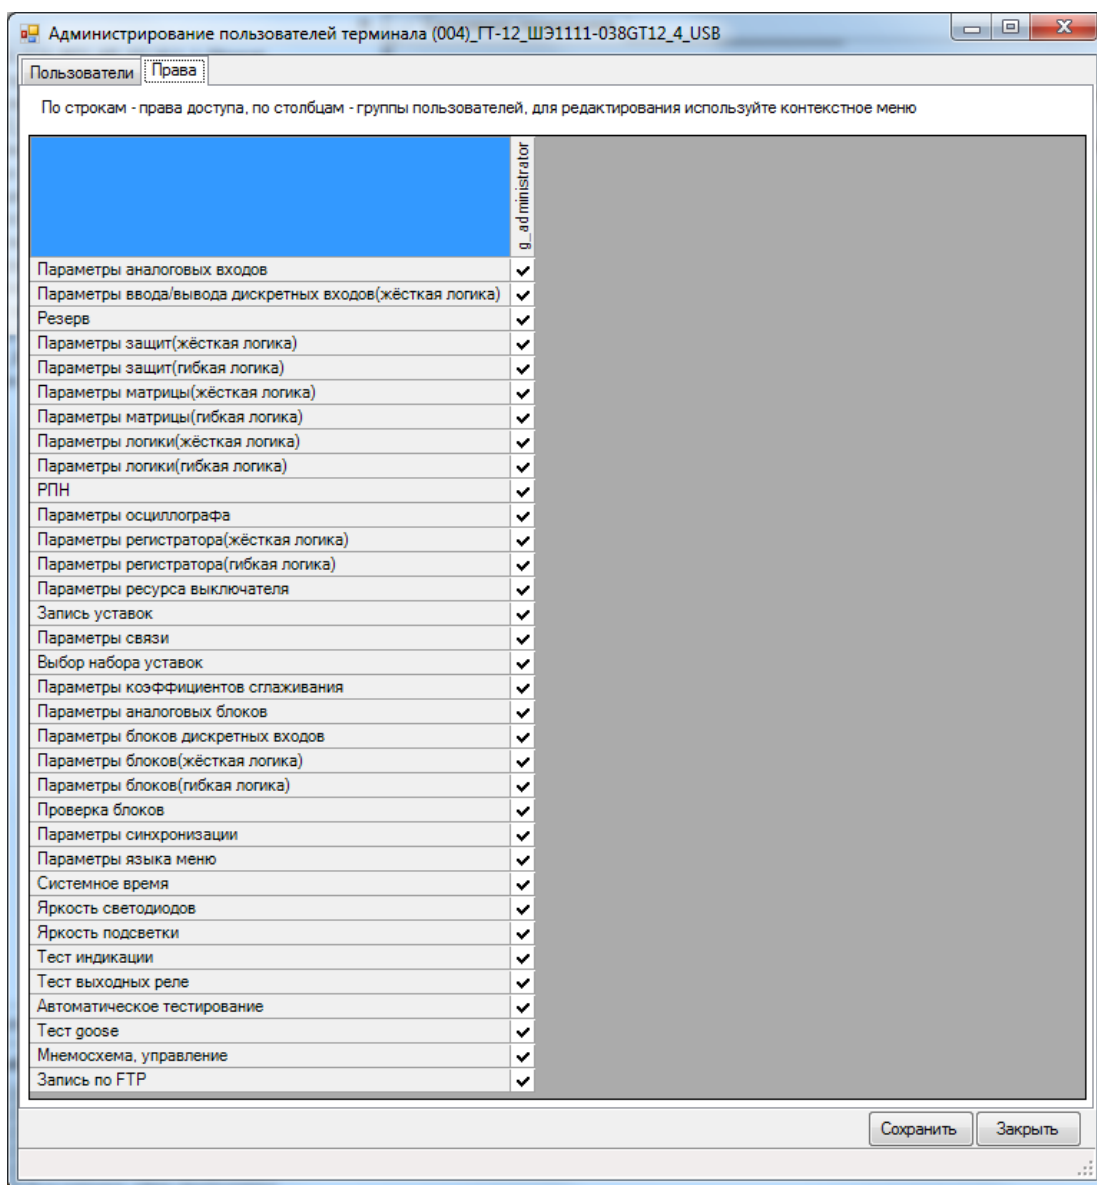 Администрирование пользователей терминала (004)_ГТ-12_ШЭ1111-038GT12_4_USB
Пользователи
Права
По строкам - права доступа, по столбцам - группы пользователей, для редактирования используйте контекстное меню
g_administrator
Параметры аналоговых входов
Параметры ввода/вывода дискретных входов(жёсткая логика)
Резерв
Параметры защит(жёсткая логика)
Параметры защит(гибкая логика)
Параметры матрицы(жёсткая логика)
Параметры матрицы(гибкая логика)
Параметры логики(жёсткая логика)
Параметры логики(гибкая логика)
РПН
Параметры осциллографа
Параметры регистратора(жёсткая логика)
Параметры регистратора(гибкая логика)
Параметры ресурса выключателя
Запись уставок
Параметры связи
Выбор набора уставок
Параметры коэффициентов сглаживания
Параметры аналоговых блоков
Параметры блоков дискретных входов
Параметры блоков(жёсткая логика)
Параметры блоков(гибкая логика)
Проверка блоков
Параметры синхронизации
Параметры языка меню
Системное время
Яркость светодиодов
Яркость подсветки
Тест индикации
Тест выходных реле
Автоматическое тестирование
Тест goose
Мнемосхема, управление
Запись по FTP
Сохранить
Закрыть